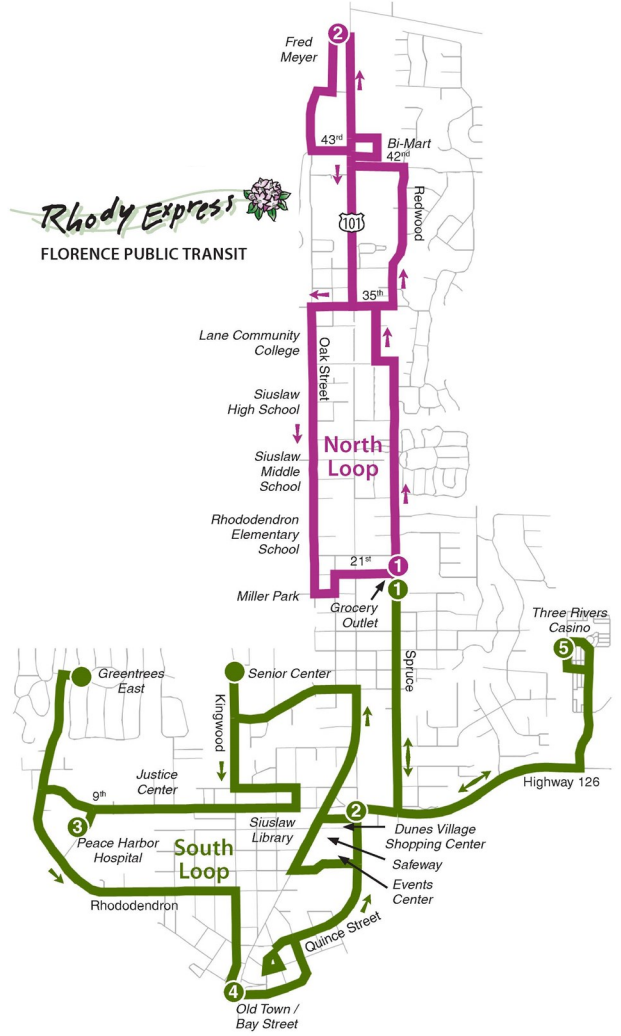 2
Fred
Meyer
43rd
Bi-Mart
42nd
Rhody Express
FLORENCE PUBLIC TRANSIT
Redwood
101
35th
Lane Community
College
Oak Street
Siuslaw
High School
North
Loop
Siuslaw
Middle
School
Rhododendron
Elementary
School
21st
1
1
Miller Park
Grocery
Outlet
Three Rivers
Casino
5
Spruce
Greentrees
East
Senior Center
Kingwood
Justice
Center
9th
Highway 126
2
3
Peace Harbor
Hospital
Siuslaw
Library
Dunes Village
Shopping Center
South
Loop
Safeway
Events
Center
Rhododendron
Quince Street
4
Old Town /
Bay Street